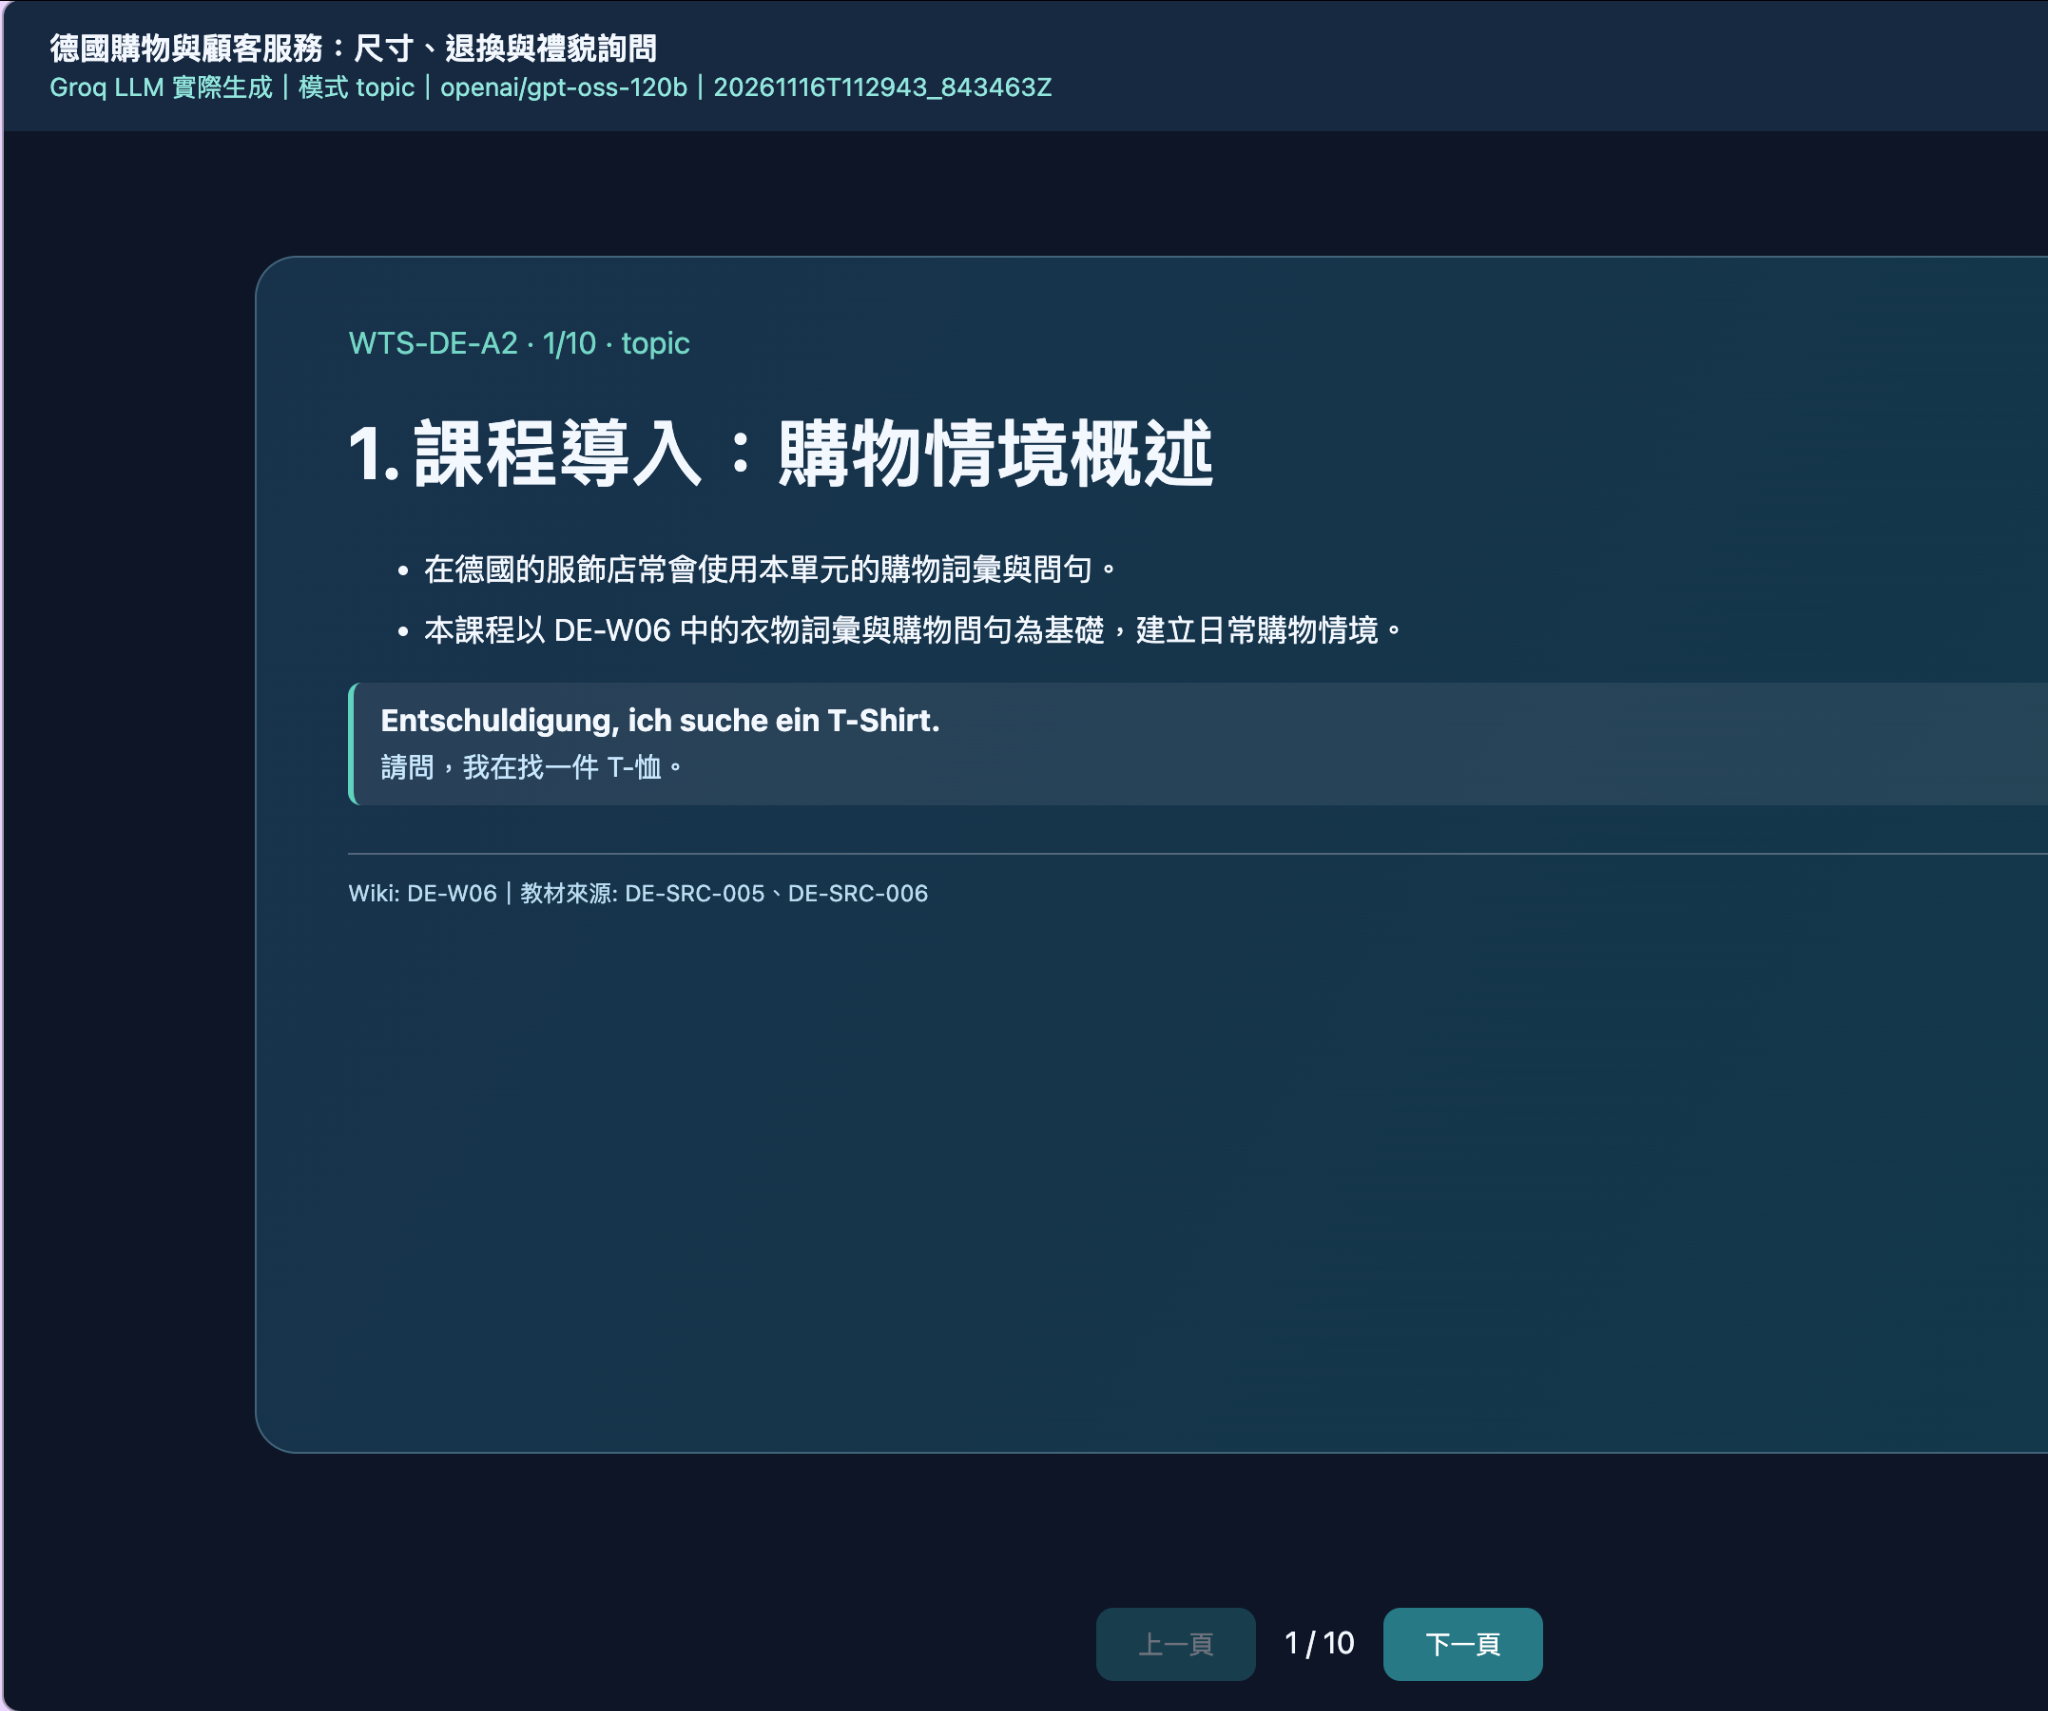 德國購物與顧客服務：尺寸、退換與禮貌詢問
Groq LLM 實際生成｜模式 topic｜openai/gpt-oss-120b｜20261116T112943_843463Z
WTS-DE-A2 · 1/10 · topic
1. 課程導入：購物情境概述
• 在德國的服飾店常會使用本單元的購物詞彙與問句。
• 本課程以 DE-W06 中的衣物詞彙與購物問句為基礎，建立日常購物情境。
Entschuldigung, ich suche ein T-Shirt.
請問，我在找一件 T-恤。
Wiki: DE-W06｜教材來源: DE-SRC-005、DE-SRC-006
上一頁 1 / 10 下一頁